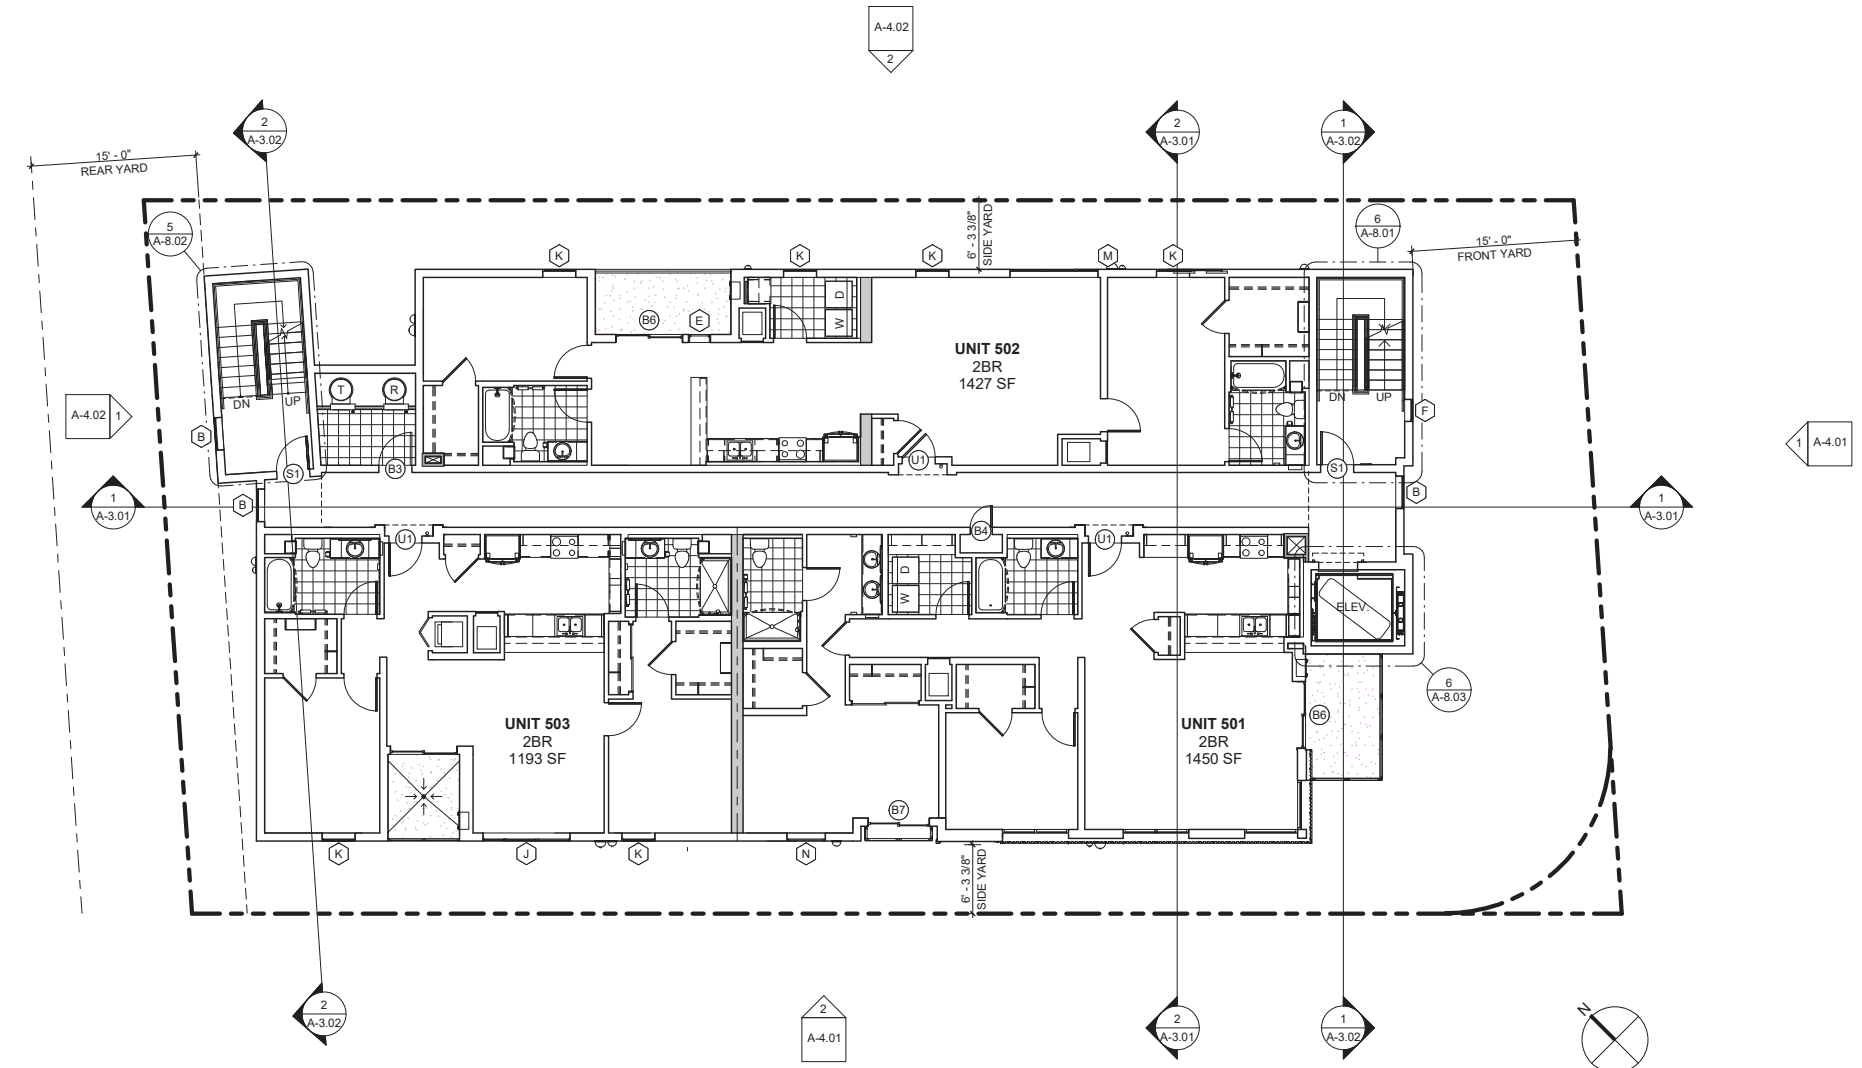 A-4.02
2
2
A-3.02
2
A-3.01
1
A-3.02
15' - 0"
REAR YARD
5
A-8.02
6' - 3 3/8"
SIDE YARD
6
A-8.01
15' - 0"
FRONT YARD
K
K
K
M
K
D
W
B6
E
UNIT 502
2BR
1427 SF
T
R
DN
UP
DN
UP
A-4.02
1
B
F
1
A-4.01
S1
B3
U1
S1
B
B
1
A-3.01
1
A-3.01
U1
B4
U1
D
W
ELEV.
6
A-8.03
UNIT 503
2BR
1193 SF
UNIT 501
2BR
1450 SF
B6
B7
K
J
K
N
6' - 3 3/8"
SIDE YARD
2
A-3.02
2
A-4.01
2
A-3.01
1
A-3.02
N